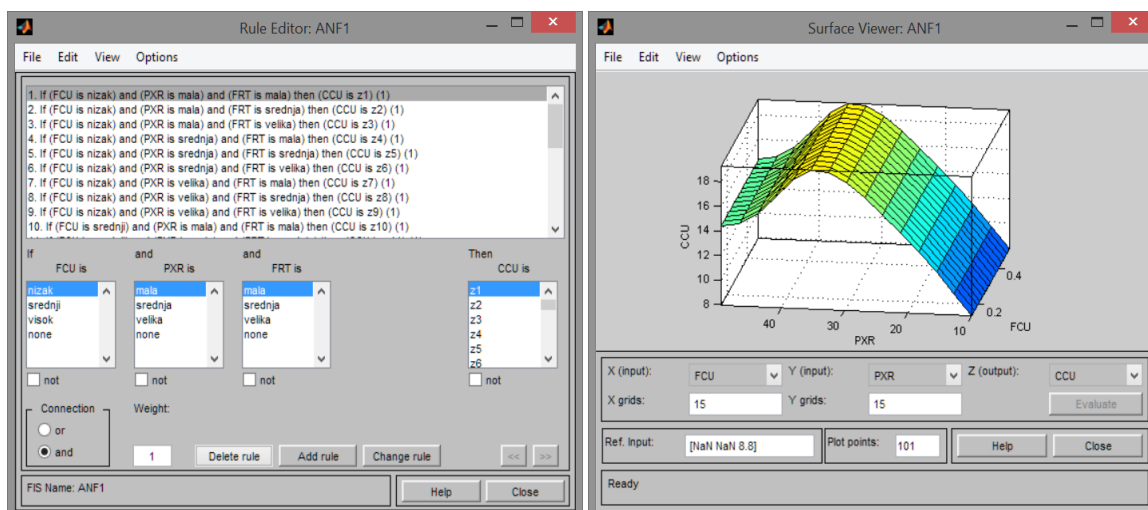 Rule Editor: ANF1
File Edit View Options
1. If (FCU is nizak) and (PXR is mala) and (FRT is mala) then (CCU is z1) (1)
2. If (FCU is nizak) and (PXR is mala) and (FRT is srednja) then (CCU is z2) (1)
3. If (FCU is nizak) and (PXR is mala) and (FRT is velika) then (CCU is z3) (1)
4. If (FCU is nizak) and (PXR is srednja) and (FRT is mala) then (CCU is z4) (1)
5. If (FCU is nizak) and (PXR is srednja) and (FRT is srednja) then (CCU is z5) (1)
6. If (FCU is nizak) and (PXR is srednja) and (FRT is velika) then (CCU is z6) (1)
7. If (FCU is nizak) and (PXR is velika) and (FRT is mala) then (CCU is z7) (1)
8. If (FCU is nizak) and (PXR is velika) and (FRT is srednja) then (CCU is z8) (1)
9. If (FCU is nizak) and (PXR is velika) and (FRT is velika) then (CCU is z9) (1)
10. If (FCU is srednji) and (PXR is mala) and (FRT is mala) then (CCU is z10) (1)
If and and Then
FCU is PXR is FRT is CCU is
nizak mala mala z1
srednji srednja srednja z2
visok velika velika z3
none none none z4
z5
z6
not not not not
Connection Weight:
or
and 1 Delete rule Add rule Change rule << >>
FIS Name: ANF1 Help Close
Surface Viewer: ANF1
File Edit View Options
18
16
14
12
10
8
CCU
40 30 20 10
PXR
0.2
0.4
FCU
X (input): FCU Y (input): PXR Z (output): CCU
X grids: 15 Y grids: 15 Evaluate
Ref. Input: [NaN NaN 8.8] Plot points: 101 Help Close
Ready